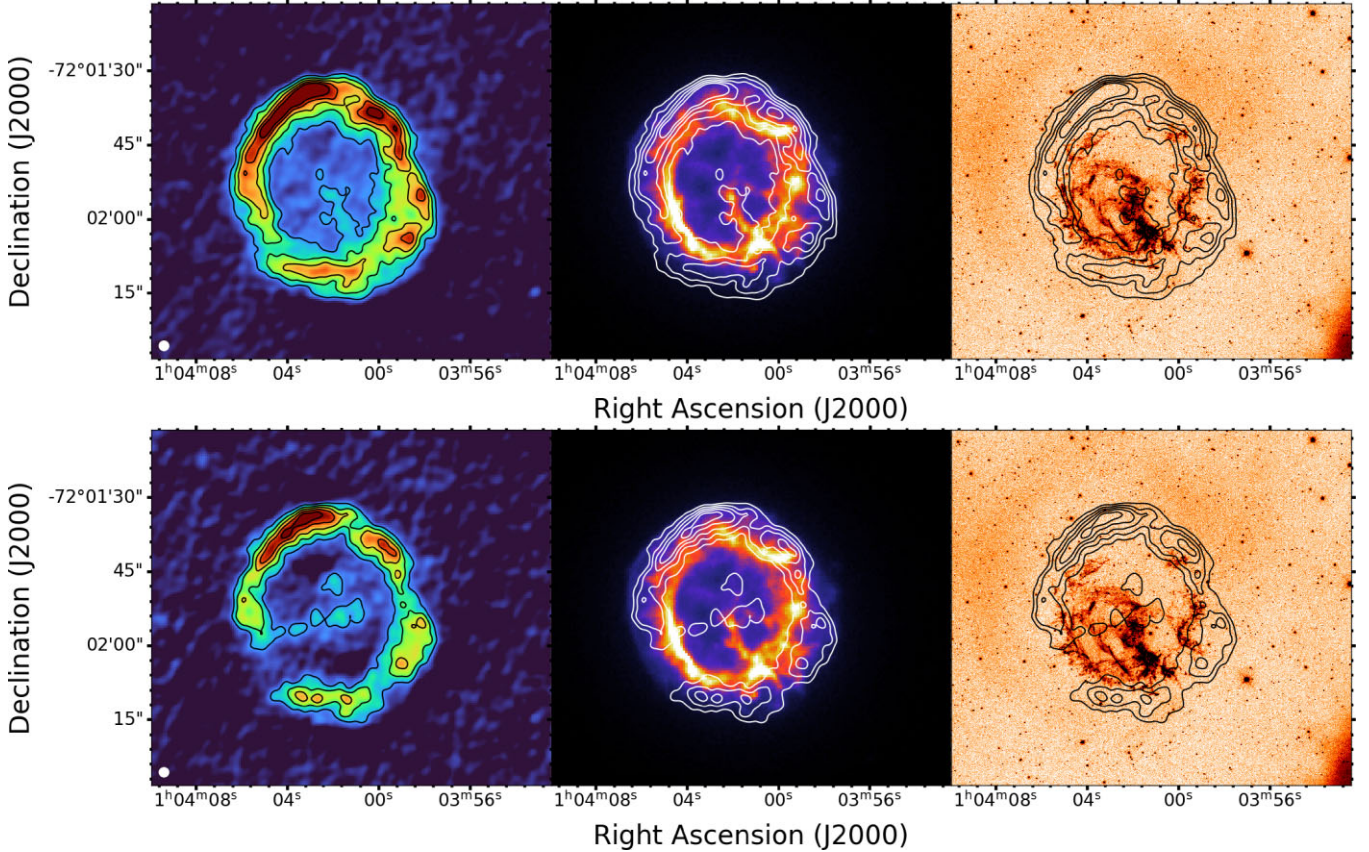 Declination (J2000)
-72°01'30"
45"
02'00"
15"
1ʰ04ᵐ08ˢ 04ˢ 00ˢ 03ᵐ56ˢ 1ʰ04ᵐ08ˢ 04ˢ 00ˢ 03ᵐ56ˢ 1ʰ04ᵐ08ˢ 04ˢ 00ˢ 03ᵐ56ˢ
Right Ascension (J2000)
Declination (J2000)
-72°01'30"
45"
02'00"
15"
1ʰ04ᵐ08ˢ 04ˢ 00ˢ 03ᵐ56ˢ 1ʰ04ᵐ08ˢ 04ˢ 00ˢ 03ᵐ56ˢ 1ʰ04ᵐ08ˢ 04ˢ 00ˢ 03ᵐ56ˢ
Right Ascension (J2000)